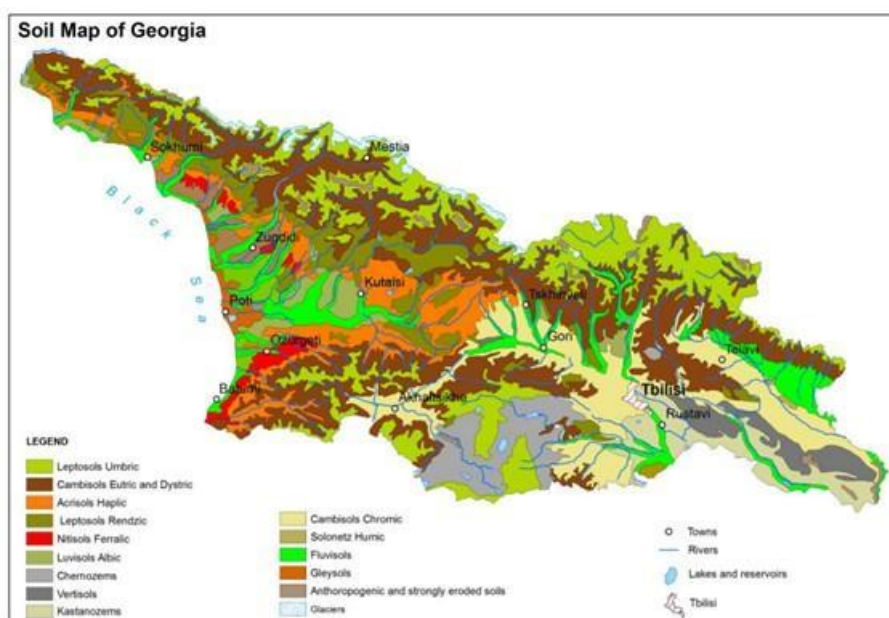 Soil Map of Georgia
Sokhumi
Mestia
Black Sea
Zugdidi
Kutaisi
Poti
Tskhinvali
Ozurgeti
Gori
Telavi
Batumi
Akhaltsikhe
Tbilisi
Rustavi
LEGEND
Leptosols Umbric
Cambisols Eutric and Dystric
Acrisols Haplic
Leptosols Rendzic
Nitisols Ferralic
Luvisols Albic
Chernozems
Vertisols
Kastanozems
Cambisols Chromic
Solonetz Humic
Fluvisols
Gleysols
Anthoropogenic and strongly eroded soils
Glaciers
Towns
Rivers
Lakes and reservoirs
Tbilisi